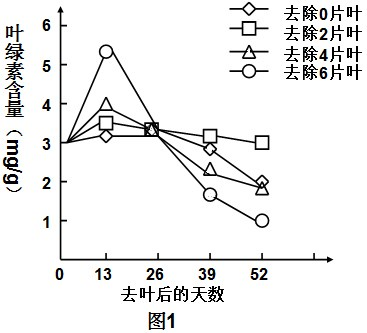 叶绿素含量（mg/g）
6
5
4
3
2
1
0 13 26 39 52
去叶后的天数
去除0片叶
去除2片叶
去除4片叶
去除6片叶
图1